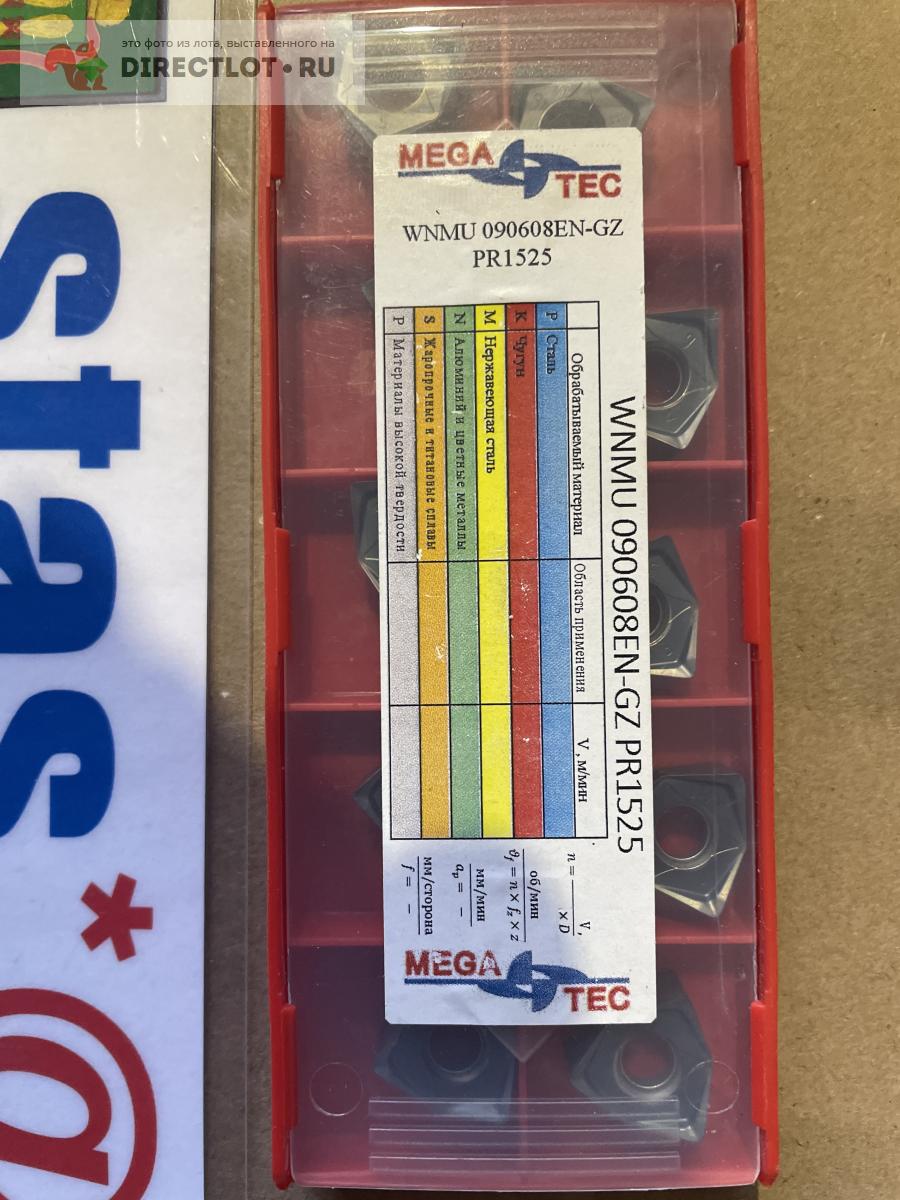 это фото из лота, выставленного на
DIRECTLOT•RU
stas*@
MEGA
TEC
WNMU 090608EN-GZ
PR1525
WNMU 090608EN-GZ PR1525
Обрабатываемый материал
Область применения
V , м/мин
P Сталь
K Чугун
M Нержавеющая сталь
N Алюминий и цветные металлы
S Жаропрочные и титановые сплавы
P Материалы высокой твердости
n = V, × D
об/мин
𝜗f = n × fz × z
мм/мин
ap = –
мм/сторона
f = –
MEGA
TEC